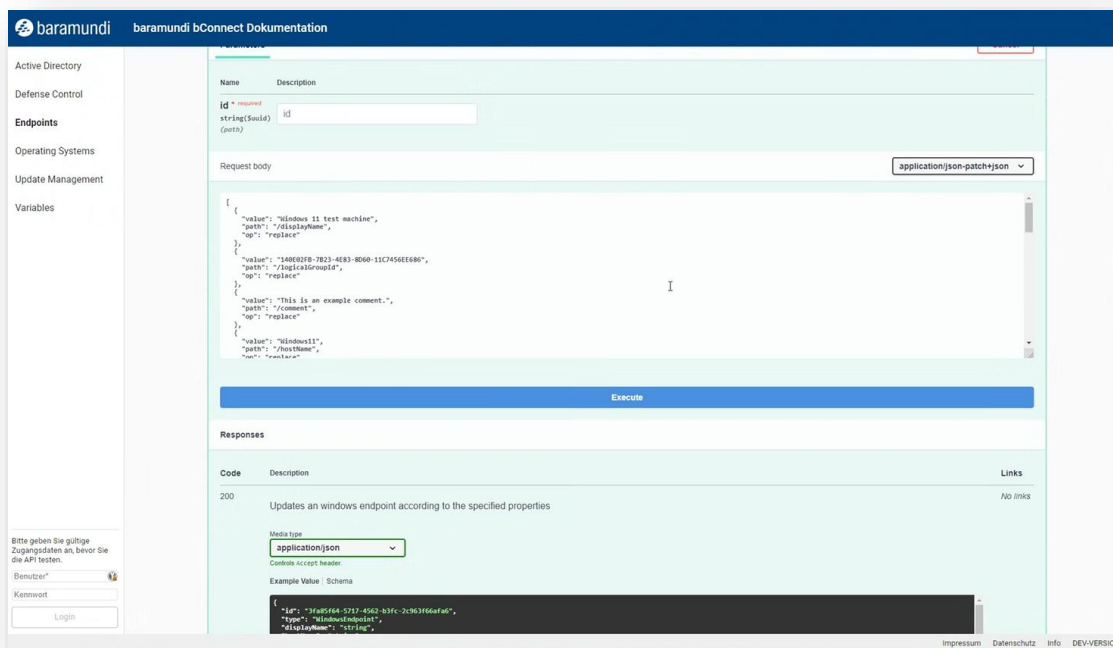 baramundi
baramundi bConnect Dokumentation
Active Directory
Defense Control
Endpoints
Operating Systems
Update Management
Variables
Parameters
Cancel
Name Description
id * required
string($uuid)
(path)
id
Request body
application/json-patch+json
[
{
"value": "Windows 11 test machine",
"path": "/displayName",
"op": "replace"
},
{
"value": "140E02FB-7B23-4E83-8D60-11C7456EE686",
"path": "/logicalGroupId",
"op": "replace"
},
{
"value": "This is an example comment.",
"path": "/comment",
"op": "replace"
},
{
"value": "Windows11",
"path": "/hostName",
"op": "replace"
Execute
Responses
Code Description Links
200 No links
Updates an windows endpoint according to the specified properties
Media type
application/json
Controls Accept header.
Example Value | Schema
{
"id": "3fa85f64-5717-4562-b3fc-2c963f66afa6",
"type": "WindowsEndpoint",
"displayName": "string",
Bitte geben Sie gültige
Zugangsdaten an, bevor Sie
die API testen.
Benutzer*
Kennwort
Login
Impressum Datenschutz Info DEV-VERSIO